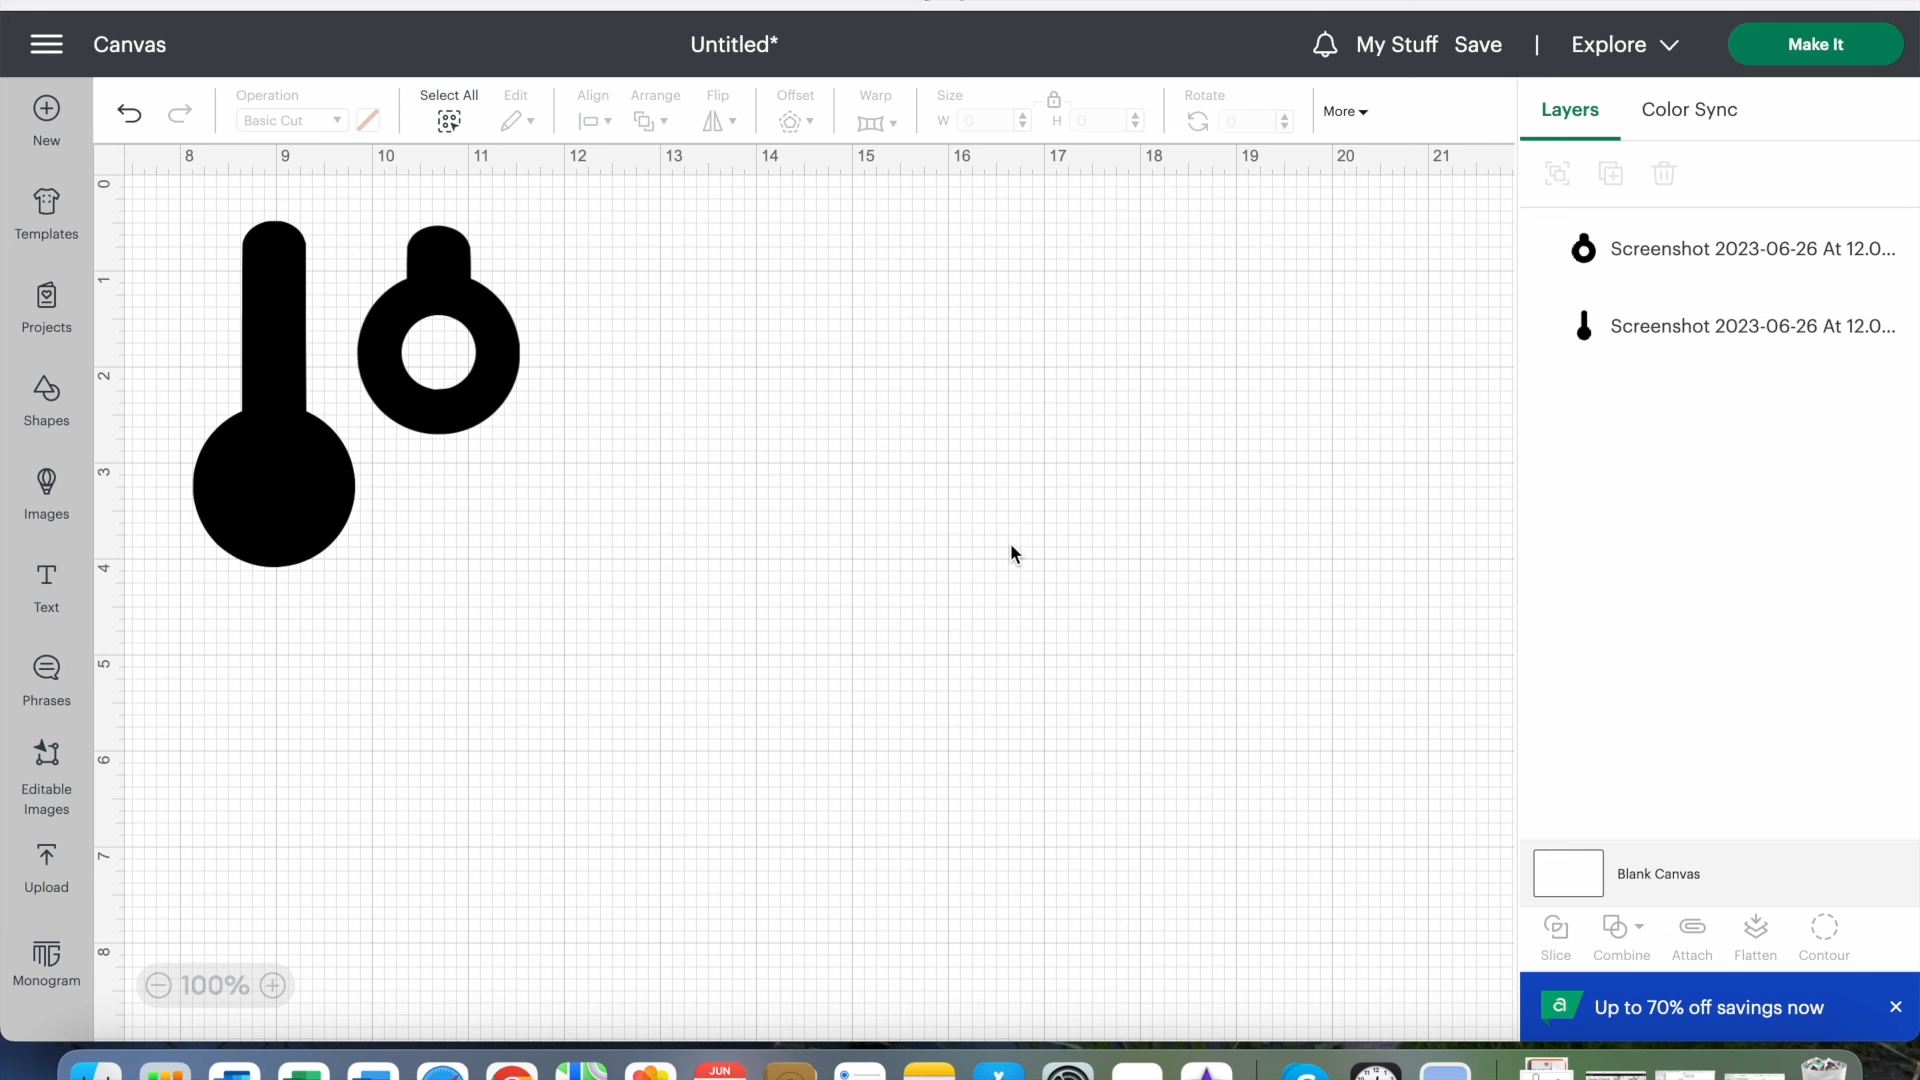 Canvas
Untitled*
My Stuff Save | Explore
Make It
Operation
Basic Cut
Select All
Edit
Align
Arrange
Flip
Offset
Warp
Size
W 0
H 0
Rotate
0
More
Layers
Color Sync
New
Templates
Projects
Shapes
Images
Text
Phrases
Editable
Images
Upload
Monogram
8 9 10 11 12 13 14 15 16 17 18 19 20 21
0
1
2
3
4
5
6
7
8
100%
Screenshot 2023-06-26 At 12.0...
Screenshot 2023-06-26 At 12.0...
Blank Canvas
Slice
Combine
Attach
Flatten
Contour
a
Up to 70% off savings now
JUN